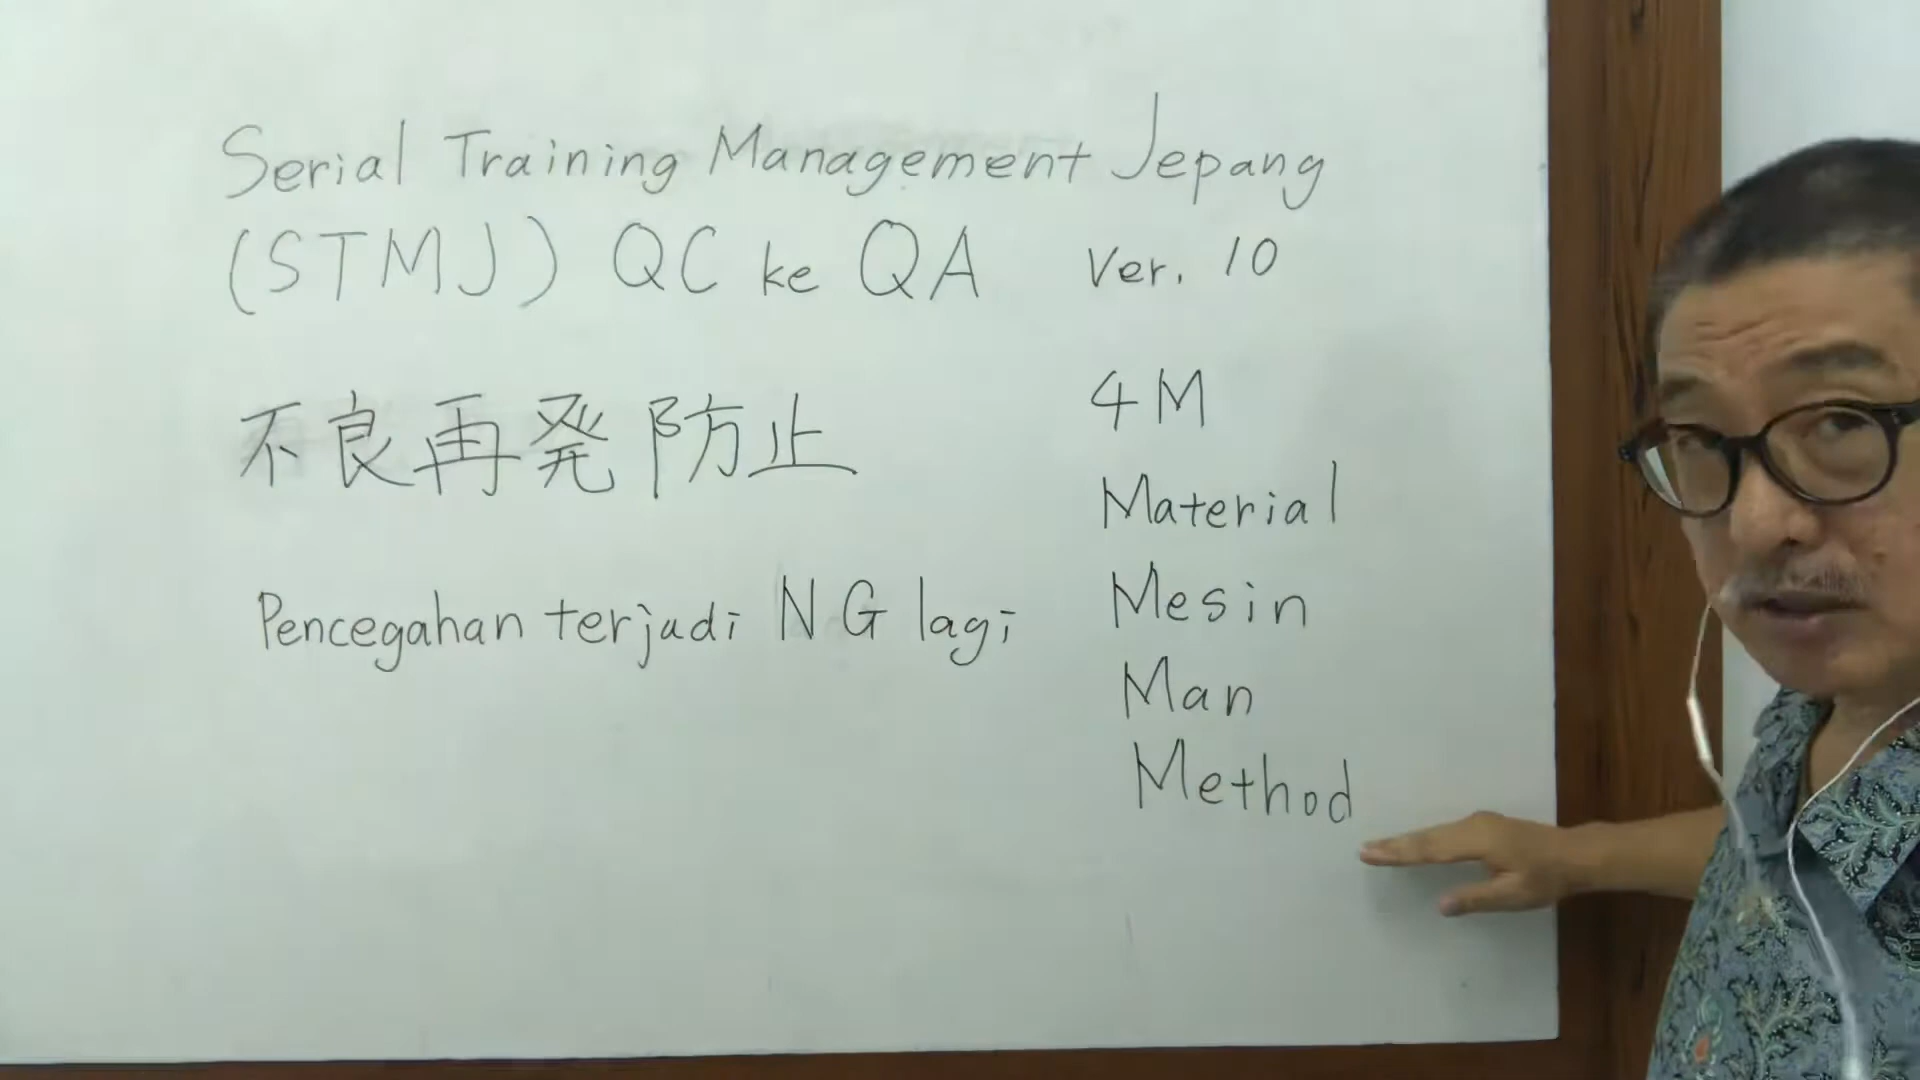 Serial Training Management Jepang
(STMJ) QC ke QA Ver. 10
不良再発防止
Pencegahan terjadi NG lagi
4M
Material
Mesin
Man
Method